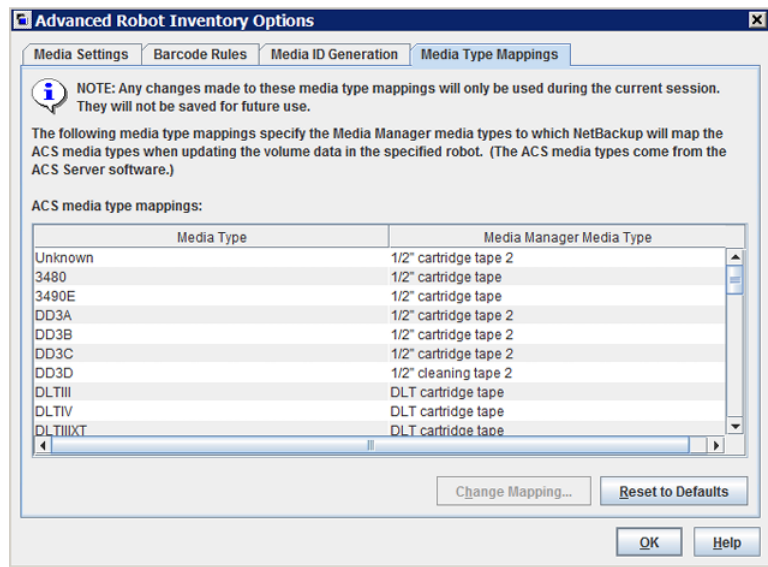 Advanced Robot Inventory Options
Media Settings Barcode Rules Media ID Generation Media Type Mappings
NOTE: Any changes made to these media type mappings will only be used during the current session.
They will not be saved for future use.
The following media type mappings specify the Media Manager media types to which NetBackup will map the
ACS media types when updating the volume data in the specified robot. (The ACS media types come from the
ACS Server software.)
ACS media type mappings:
Media Type Media Manager Media Type
Unknown 1/2" cartridge tape 2
3480 1/2" cartridge tape
3490E 1/2" cartridge tape
DD3A 1/2" cartridge tape 2
DD3B 1/2" cartridge tape 2
DD3C 1/2" cartridge tape 2
DD3D 1/2" cleaning tape 2
DLTIII DLT cartridge tape
DLTIV DLT cartridge tape
DLTIIIXT DLT cartridge tape
Change Mapping... Reset to Defaults
OK Help